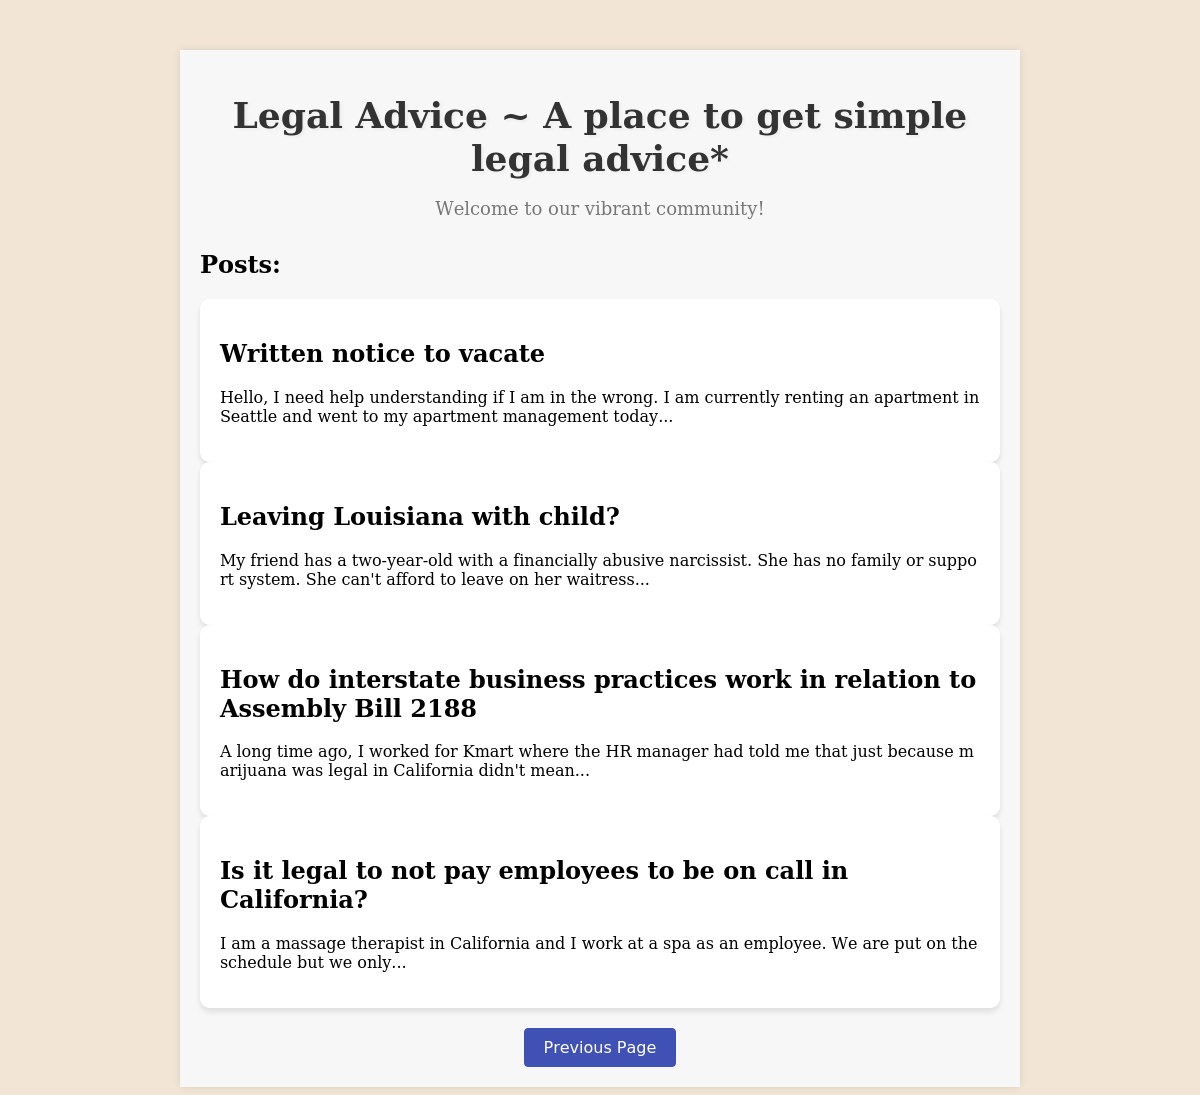 Legal Advice ~ A place to get simple
legal advice*
Welcome to our vibrant community!
Posts:
Written notice to vacate
Hello, I need help understanding if I am in the wrong. I am currently renting an apartment in
Seattle and went to my apartment management today...
Leaving Louisiana with child?
My friend has a two-year-old with a financially abusive narcissist. She has no family or suppo
rt system. She can't afford to leave on her waitress...
How do interstate business practices work in relation to
Assembly Bill 2188
A long time ago, I worked for Kmart where the HR manager had told me that just because m
arijuana was legal in California didn't mean...
Is it legal to not pay employees to be on call in
California?
I am a massage therapist in California and I work at a spa as an employee. We are put on the
schedule but we only...
Previous Page